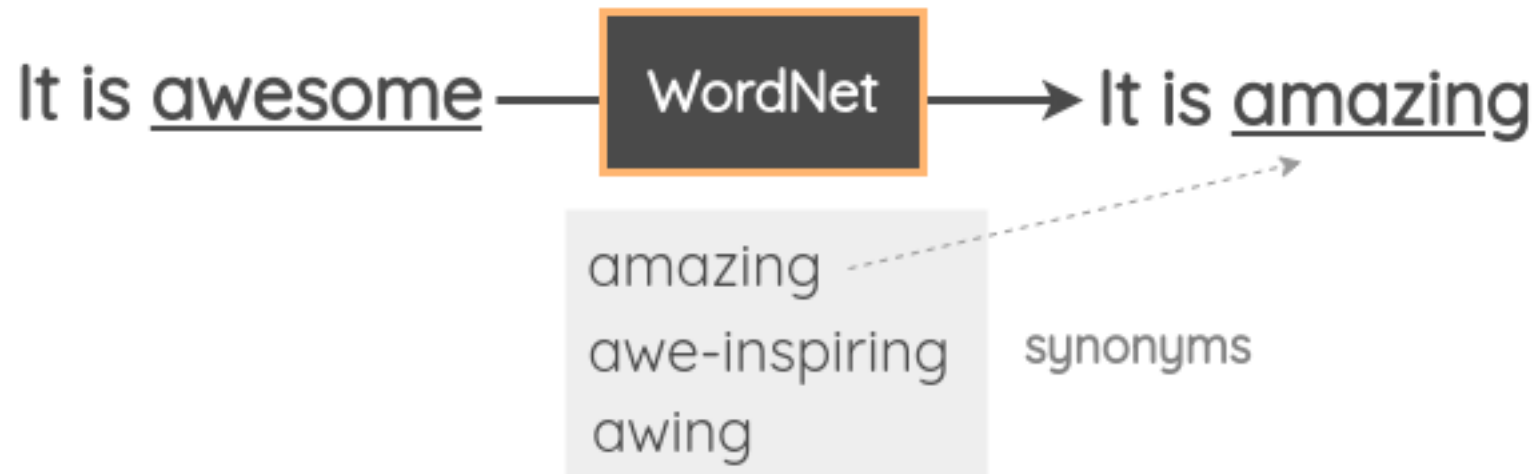 It is awesome
WordNet
It is amazing
amazing
awe-inspiring
synonyms
awing